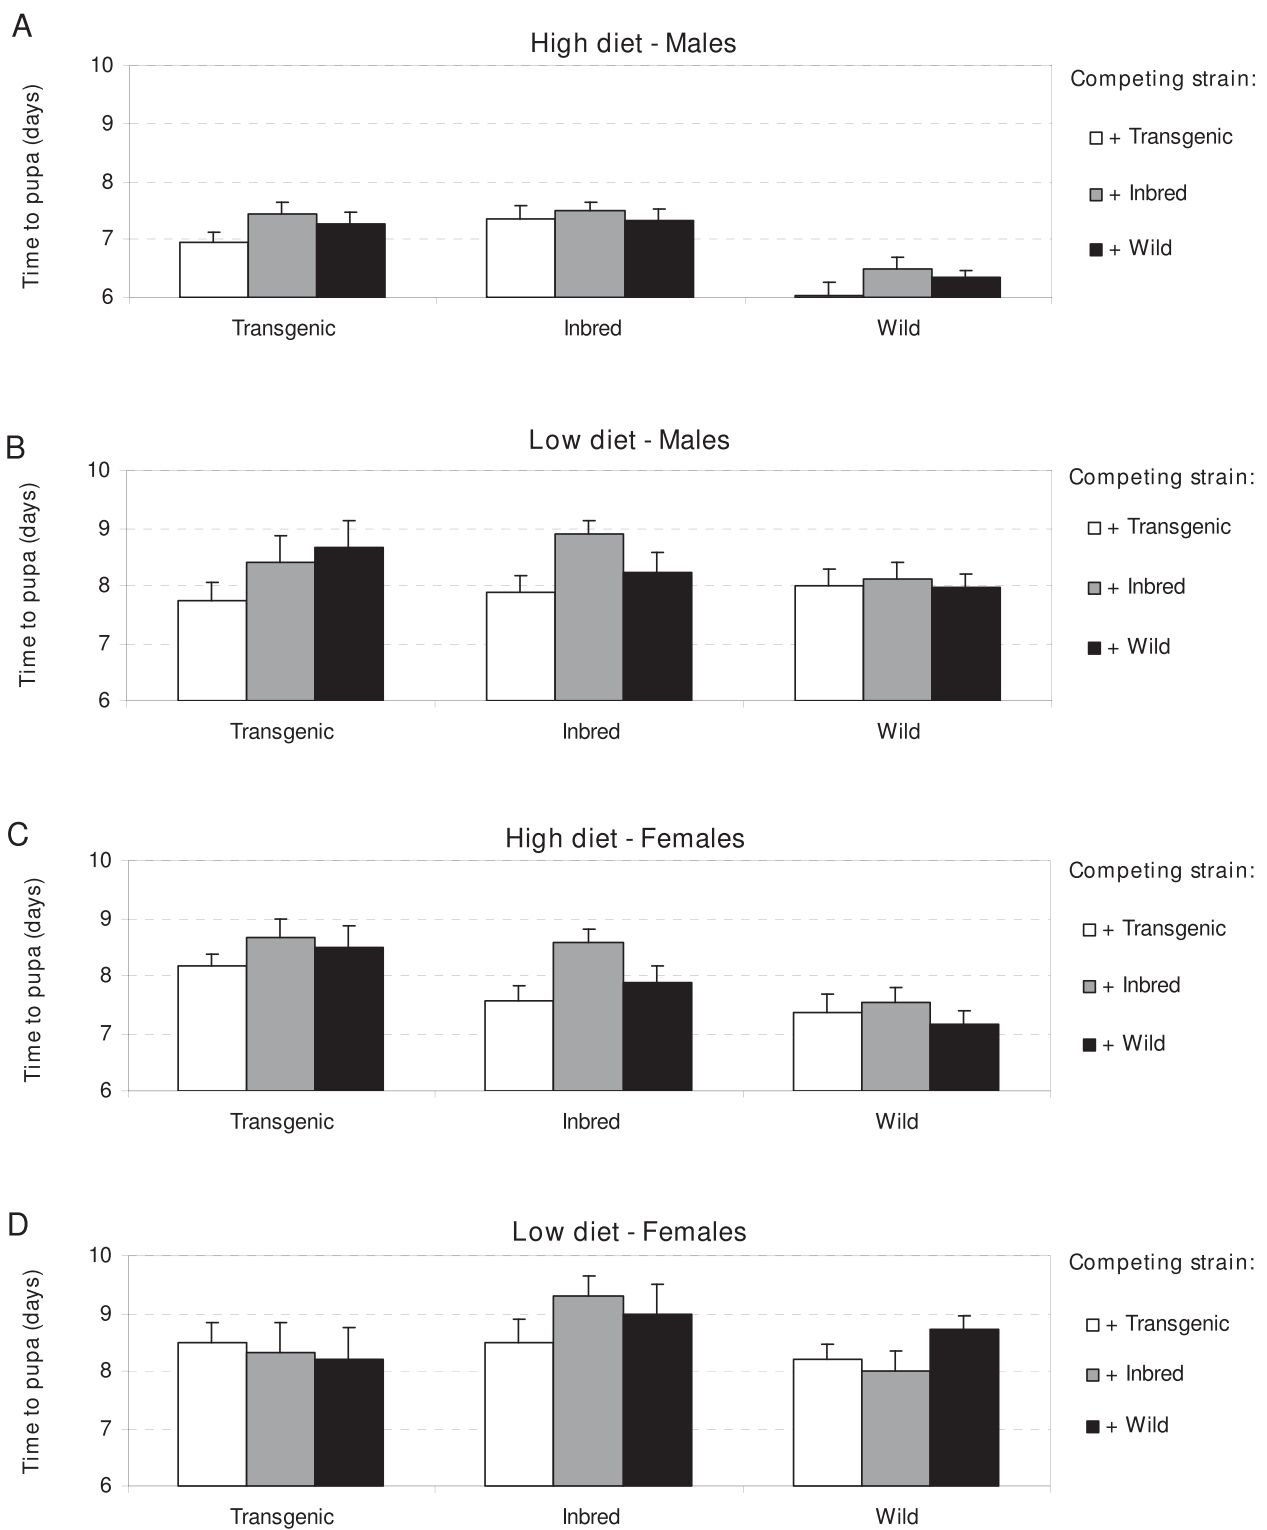 A
High diet - Males
Time to pupa (days)
10
9
8
7
6
Transgenic
Inbred
Wild
Competing strain:
+ Transgenic
+ Inbred
+ Wild
B
Low diet - Males
Time to pupa (days)
10
9
8
7
6
Transgenic
Inbred
Wild
Competing strain:
+ Transgenic
+ Inbred
+ Wild
C
High diet - Females
Time to pupa (days)
10
9
8
7
6
Transgenic
Inbred
Wild
Competing strain:
+ Transgenic
+ Inbred
+ Wild
D
Low diet - Females
Time to pupa (days)
10
9
8
7
6
Transgenic
Inbred
Wild
Competing strain:
+ Transgenic
+ Inbred
+ Wild